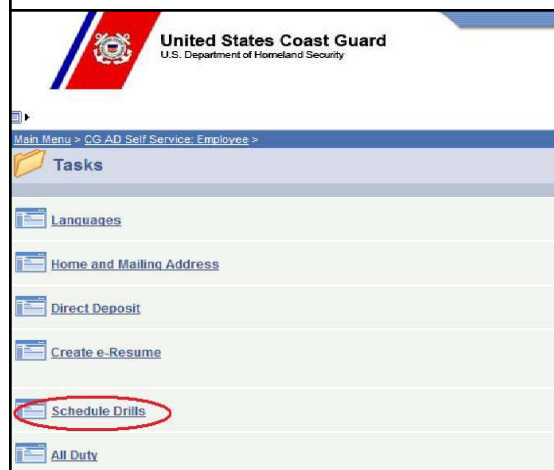 United States Coast Guard
U.S. Department of Homeland Security
Main Menu > CG AD Self Service: Employee >
Tasks
Languages
Home and Mailing Address
Direct Deposit
Create e-Resume
Schedule Drills
All Duty